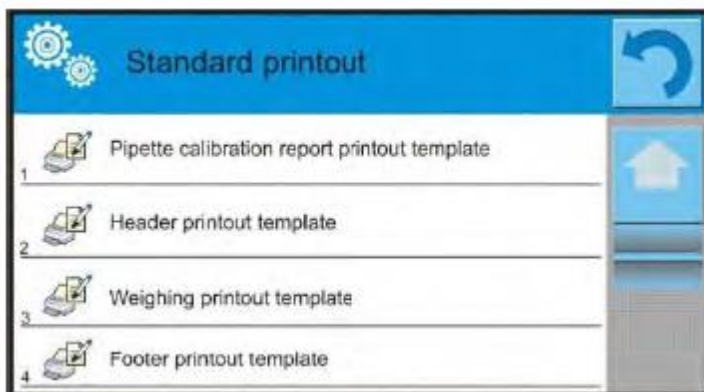 Standard printout
1 Pipette calibration report printout template
2 Header printout template
3 Weighing printout template
4 Footer printout template